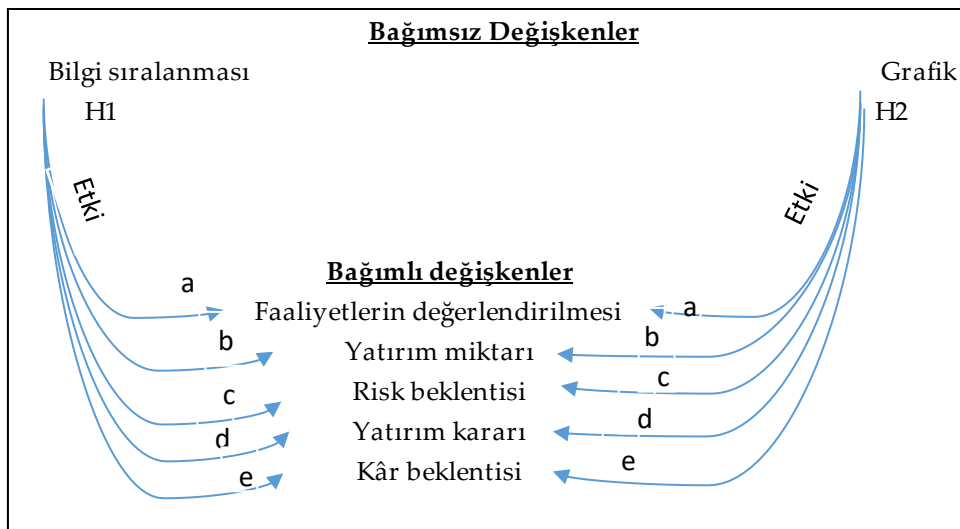 Bağımsız Değişkenler
Bilgi sıralanması
Grafik
H1
H2
Etki
Etki
Bağımlı değişkenler
a
Faaliyetlerin değerlendirilmesi
a
b
Yatırım miktarı
b
c
Risk beklentisi
c
d
Yatırım kararı
d
e
Kâr beklentisi
e